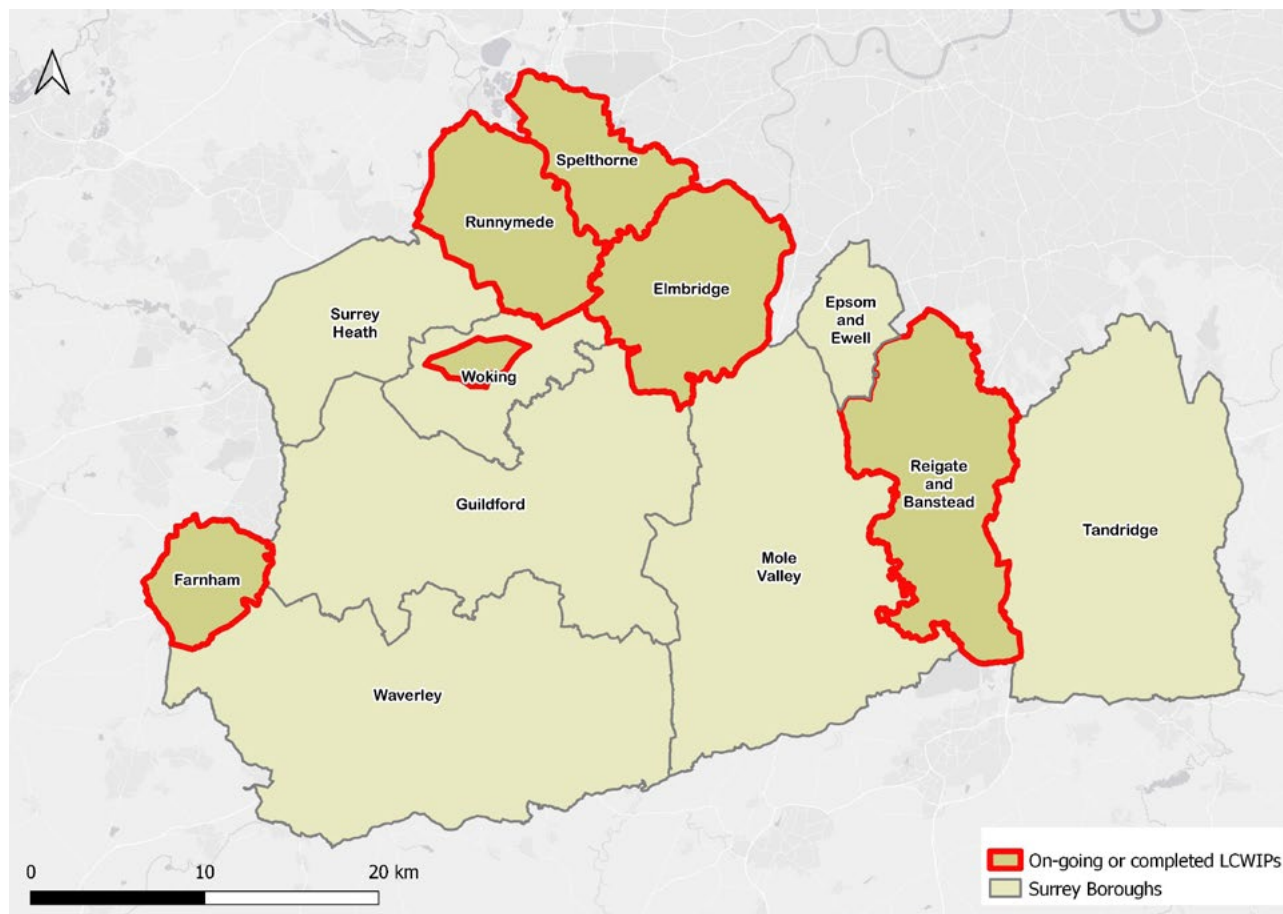 Spelthorne
Runnymede
Elmbridge
Surrey
Heath
Epsom
and
Ewell
Woking
Reigate
and
Banstead
Guildford
Tandridge
Mole
Valley
Farnham
Waverley
0 10 20 km
On-going or completed LCWIPs
Surrey Boroughs